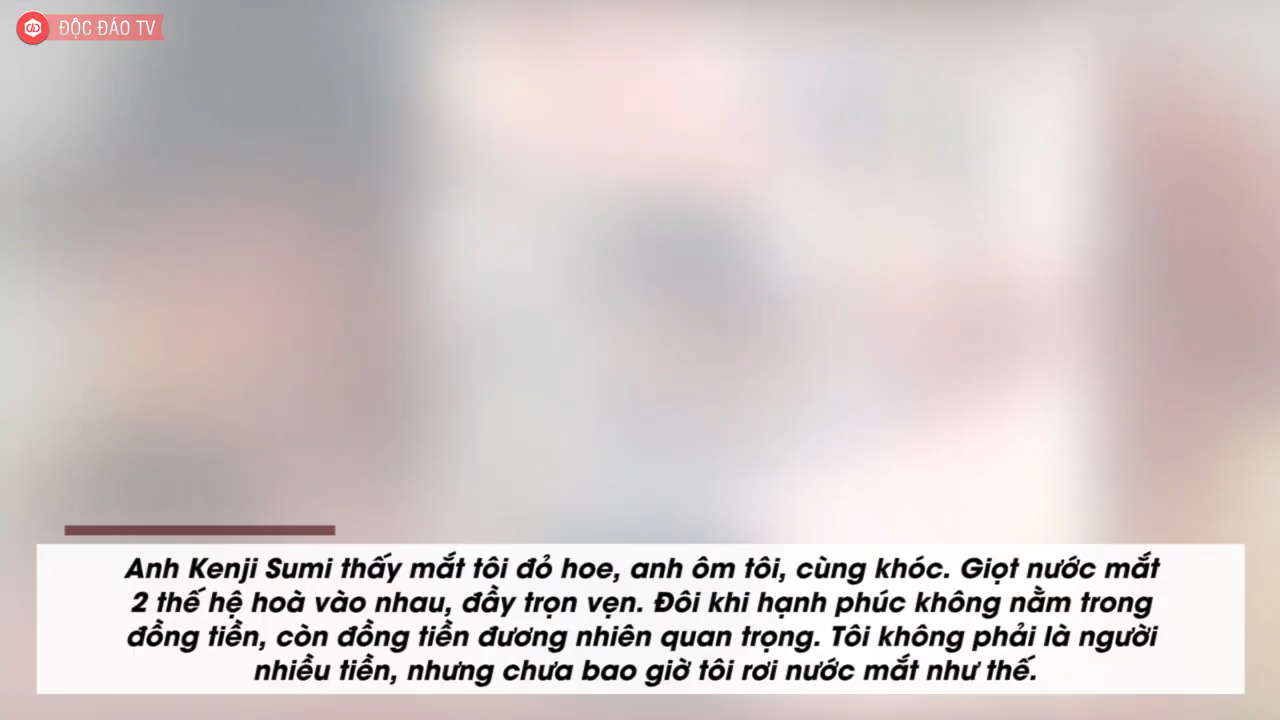 ĐỘC ĐÁO TV
Anh Kenji Sumi thấy mắt tôi đỏ hoe, anh ôm tôi, cùng khóc. Giọt nước mắt
2 thế hệ hoà vào nhau, đầy trọn vẹn. Đôi khi hạnh phúc không nằm trong
đồng tiền, còn đồng tiền đương nhiên quan trọng. Tôi không phải là người
nhiều tiền, nhưng chưa bao giờ tôi rơi nước mắt như thế.